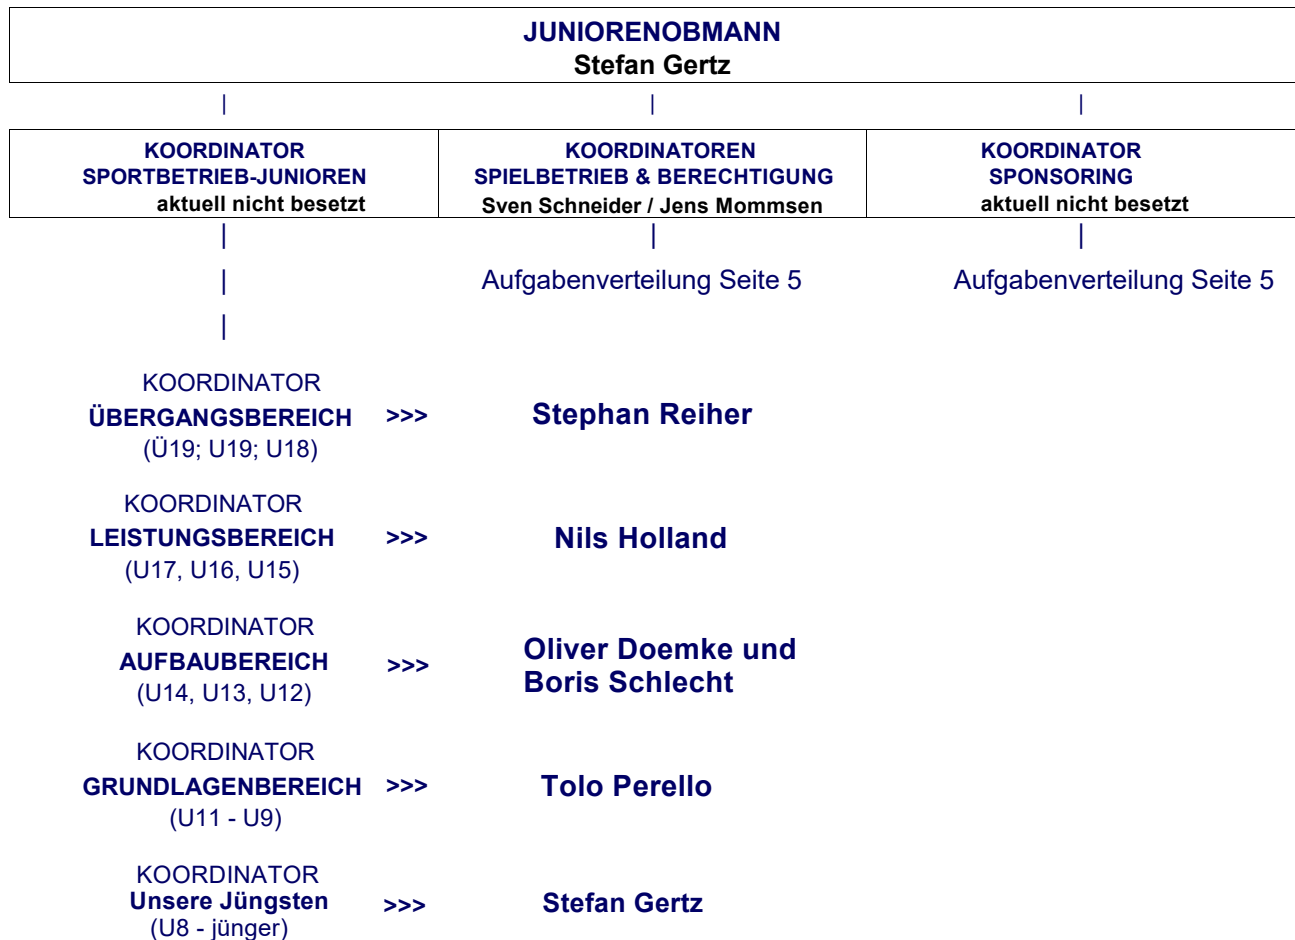 JUNIORENOBMANN
Stefan Gertz
| | |
KOORDINATOR
SPORTBETRIEB-JUNIOREN
aktuell nicht besetzt
KOORDINATOREN
SPIELBETRIEB & BERECHTIGUNG
Sven Schneider / Jens Mommsen
KOORDINATOR
SPONSORING
aktuell nicht besetzt
| | |
| Aufgabenverteilung Seite 5 Aufgabenverteilung Seite 5
|
KOORDINATOR
ÜBERGANGSBEREICH >>> Stephan Reiher
(Ü19; U19; U18)
KOORDINATOR
LEISTUNGSBEREICH >>> Nils Holland
(U17, U16, U15)
KOORDINATOR
AUFBAUBEREICH >>> Oliver Doemke und
Boris Schlecht
(U14, U13, U12)
KOORDINATOR
GRUNDLAGENBEREICH >>> Tolo Perello
(U11 - U9)
KOORDINATOR
Unsere Jüngsten >>> Stefan Gertz
(U8 - jünger)